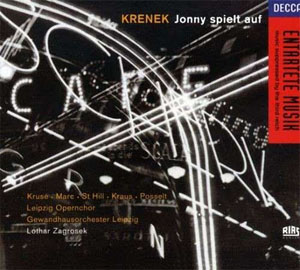 KRENEK Jonny spielt auf
DECCA
ENTARTETE MUSIK
music suppressed by the third reich
CAFE
Kruse · Marc · St Hill · Kraus · Posselt
Leipzig Opernchor
Gewandhausorchester Leipzig
Lothar Zagrosek